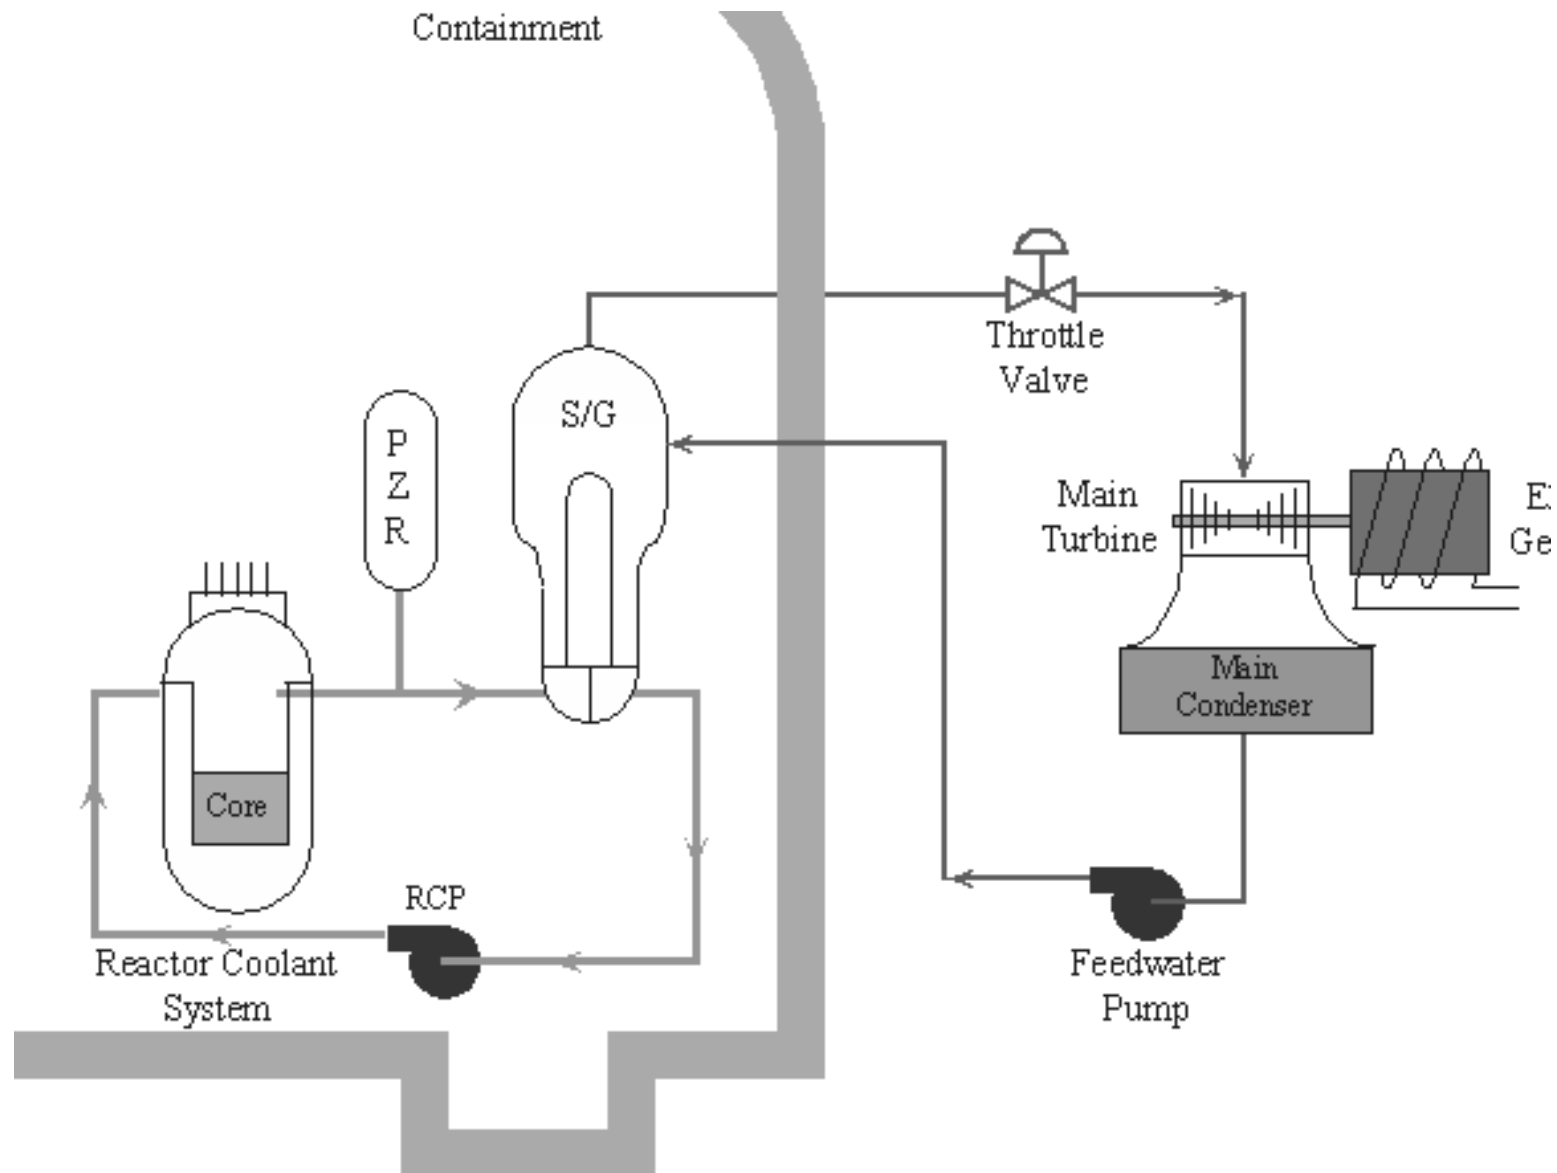 Containment
Throttle
Valve
S/G
P
Z
R
Main
Turbine
Main
Condenser
Core
RCP
Reactor Coolant
System
Feedwater
Pump